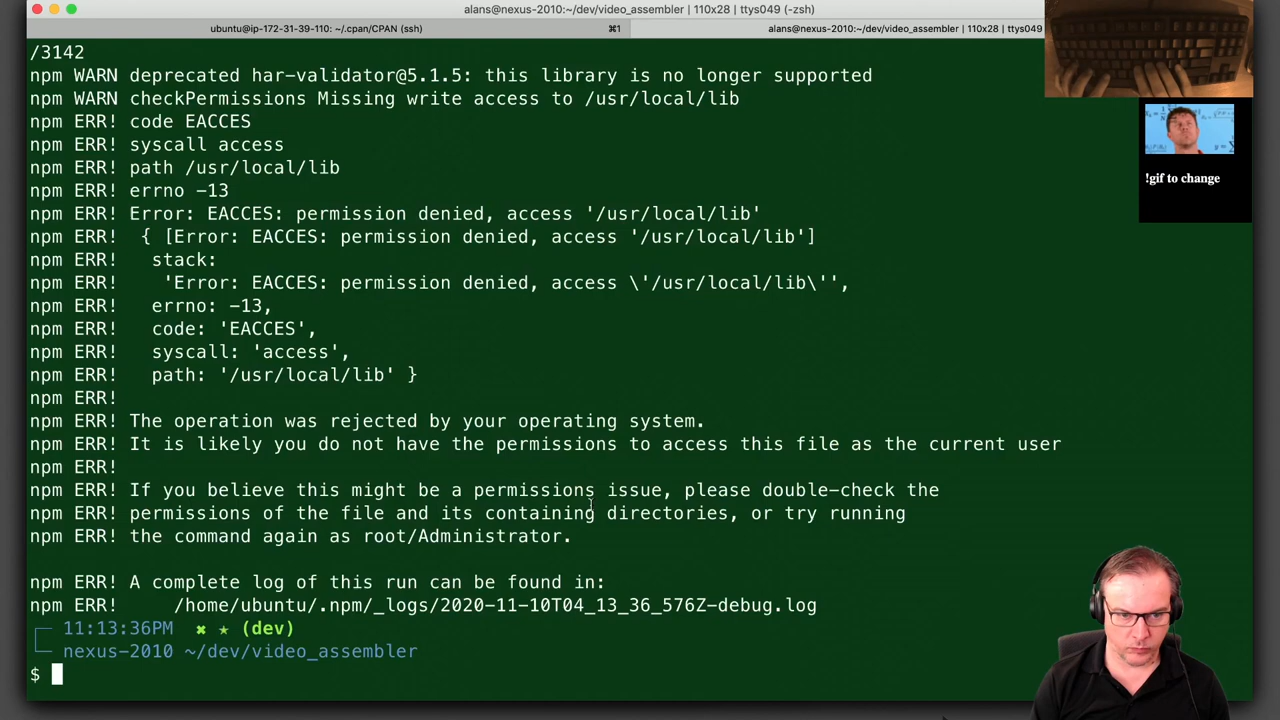 alans@nexus-2010:~/dev/video_assembler | 110x28 | ttys049 (-zsh)
ubuntu@ip-172-31-39-110: ~/.cpan/CPAN (ssh)
⌘1
alans@nexus-2010:~/dev/video_assembler | 110x28 | ttys049
/3142
npm WARN deprecated har-validator@5.1.5: this library is no longer supported
npm WARN checkPermissions Missing write access to /usr/local/lib
npm ERR! code EACCES
npm ERR! syscall access
npm ERR! path /usr/local/lib
npm ERR! errno -13
npm ERR! Error: EACCES: permission denied, access '/usr/local/lib'
npm ERR!  { [Error: EACCES: permission denied, access '/usr/local/lib']
npm ERR!   stack:
npm ERR!    'Error: EACCES: permission denied, access \'/usr/local/lib\'',
npm ERR!   errno: -13,
npm ERR!   code: 'EACCES',
npm ERR!   syscall: 'access',
npm ERR!   path: '/usr/local/lib' }
npm ERR!
npm ERR! The operation was rejected by your operating system.
npm ERR! It is likely you do not have the permissions to access this file as the current user
npm ERR!
npm ERR! If you believe this might be a permissions issue, please double-check the
npm ERR! permissions of the file and its containing directories, or try running
npm ERR! the command again as root/Administrator.
npm ERR! A complete log of this run can be found in:
npm ERR!     /home/ubuntu/.npm/_logs/2020-11-10T04_13_36_576Z-debug.log
11:13:36PM ✖ ★ (dev)
nexus-2010 ~/dev/video_assembler
$
!gif to change